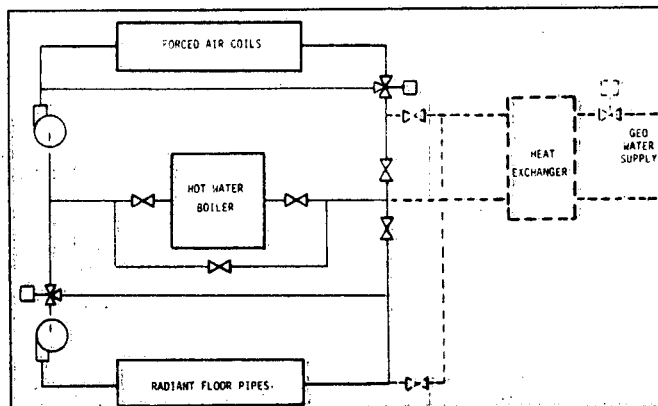 FORCED AIR COILS
HOT WATER
BOILER
HEAT
EXCHANGER
GEO
WATER
SUPPLY
RADIANT FLOOR PIPES